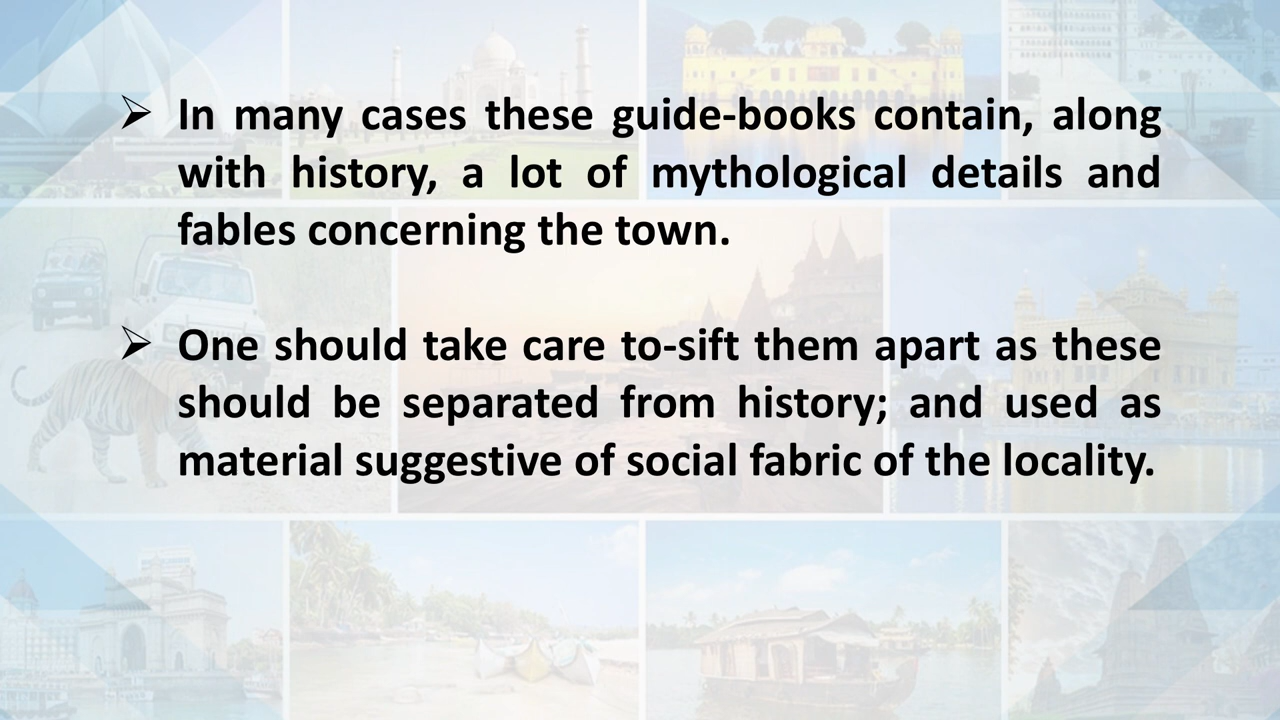 ➢ In many cases these guide-books contain, along
with history, a lot of mythological details and
fables concerning the town.
➢ One should take care to-sift them apart as these
should be separated from history; and used as
material suggestive of social fabric of the locality.